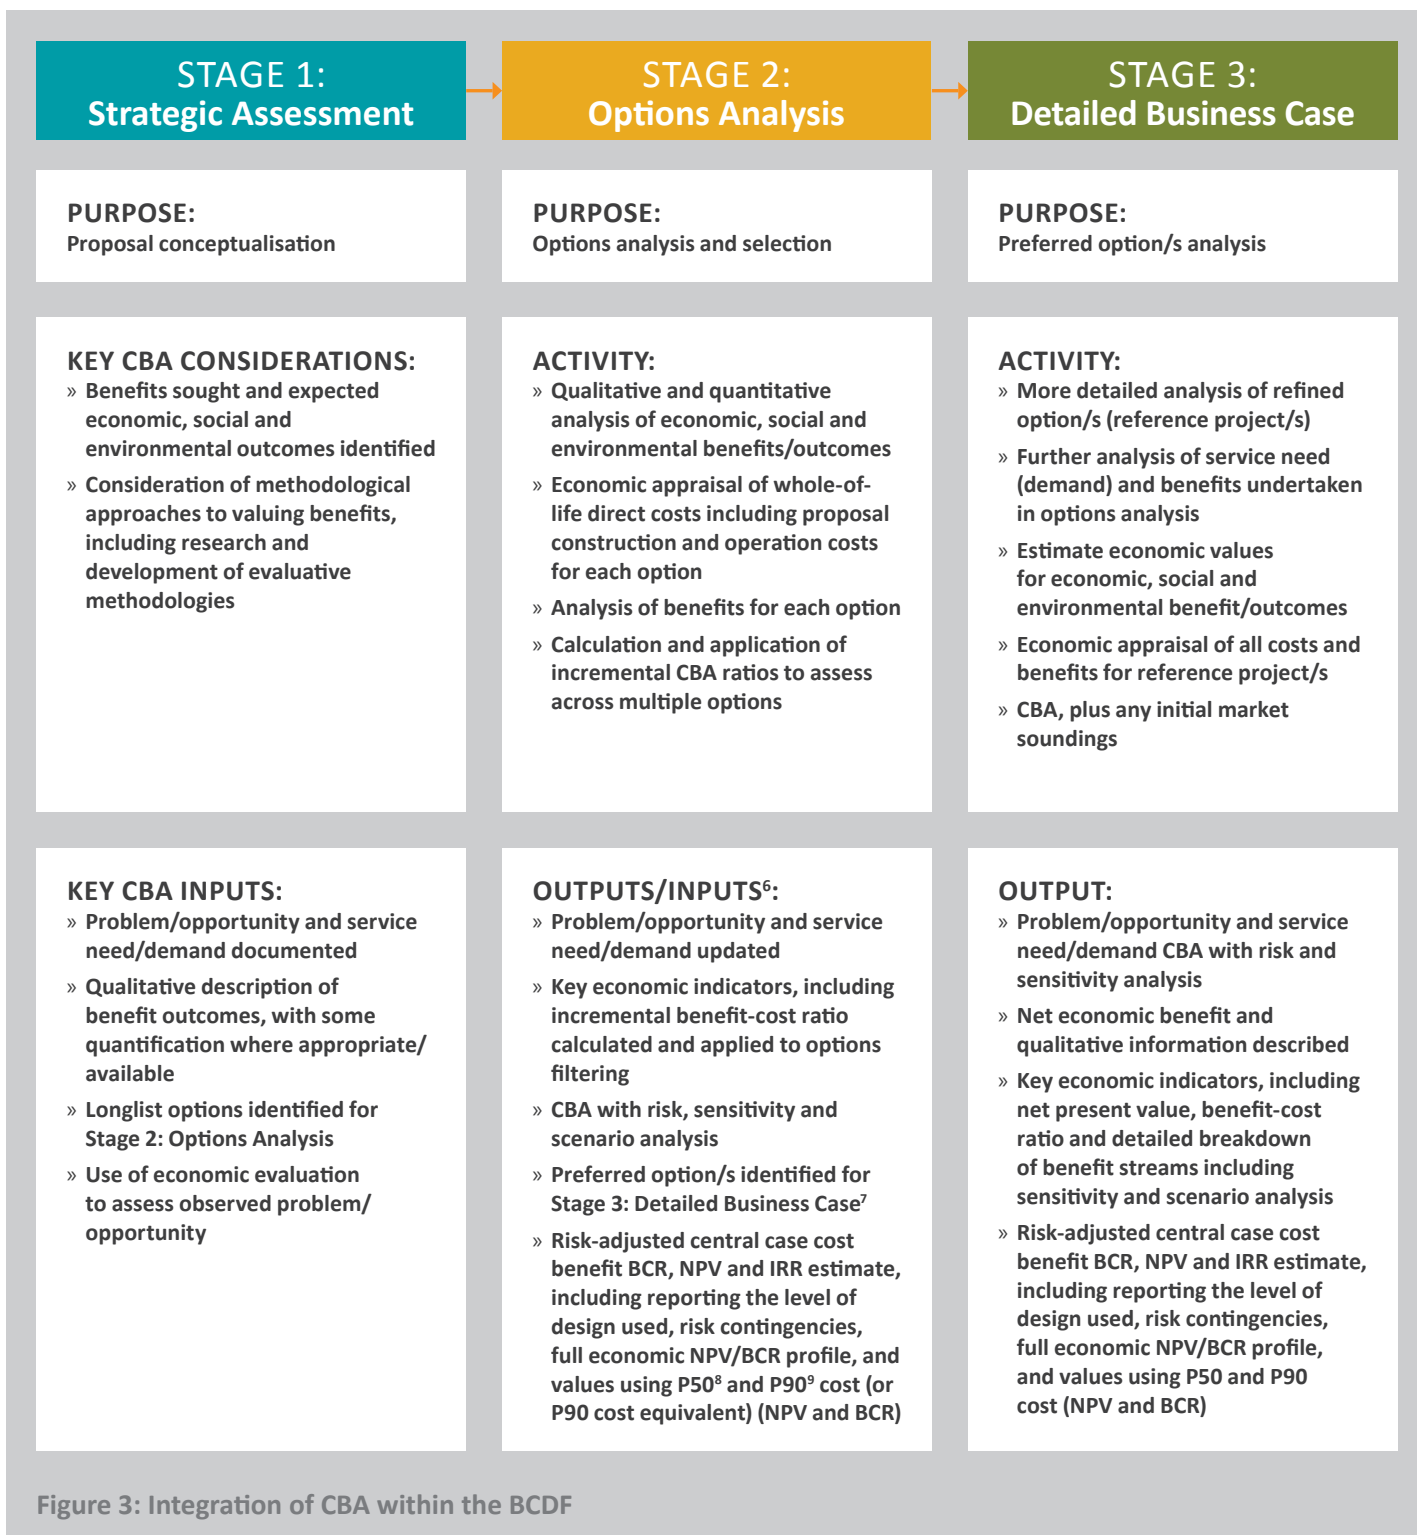 STAGE 1:
Strategic Assessment
STAGE 2:
Options Analysis
STAGE 3:
Detailed Business Case
PURPOSE:
Proposal conceptualisation
PURPOSE:
Options analysis and selection
PURPOSE:
Preferred option/s analysis
KEY CBA CONSIDERATIONS:
» Benefits sought and expected
economic, social and
environmental outcomes identified
» Consideration of methodological
approaches to valuing benefits,
including research and
development of evaluative
methodologies
ACTIVITY:
» Qualitative and quantitative
analysis of economic, social and
environmental benefits/outcomes
» Economic appraisal of whole-of-
life direct costs including proposal
construction and operation costs
for each option
» Analysis of benefits for each option
» Calculation and application of
incremental CBA ratios to assess
across multiple options
ACTIVITY:
» More detailed analysis of refined
option/s (reference project/s)
» Further analysis of service need
(demand) and benefits undertaken
in options analysis
» Estimate economic values
for economic, social and
environmental benefit/outcomes
» Economic appraisal of all costs and
benefits for reference project/s
» CBA, plus any initial market
soundings
KEY CBA INPUTS:
» Problem/opportunity and service
need/demand documented
» Qualitative description of
benefit outcomes, with some
quantification where appropriate/
available
» Longlist options identified for
Stage 2: Options Analysis
» Use of economic evaluation
to assess observed problem/
opportunity
OUTPUTS/INPUTS⁶:
» Problem/opportunity and service
need/demand updated
» Key economic indicators, including
incremental benefit-cost ratio
calculated and applied to options
filtering
» CBA with risk, sensitivity and
scenario analysis
» Preferred option/s identified for
Stage 3: Detailed Business Case⁷
» Risk-adjusted central case cost
benefit BCR, NPV and IRR estimate,
including reporting the level of
design used, risk contingencies,
full economic NPV/BCR profile, and
values using P50⁸ and P90⁹ cost (or
P90 cost equivalent) (NPV and BCR)
OUTPUT:
» Problem/opportunity and service
need/demand CBA with risk and
sensitivity analysis
» Net economic benefit and
qualitative information described
» Key economic indicators, including
net present value, benefit-cost
ratio and detailed breakdown
of benefit streams including
sensitivity and scenario analysis
» Risk-adjusted central case cost
benefit BCR, NPV and IRR estimate,
including reporting the level of
design used, risk contingencies,
full economic NPV/BCR profile,
and values using P50 and P90
cost (NPV and BCR)
Figure 3: Integration of CBA within the BCDF